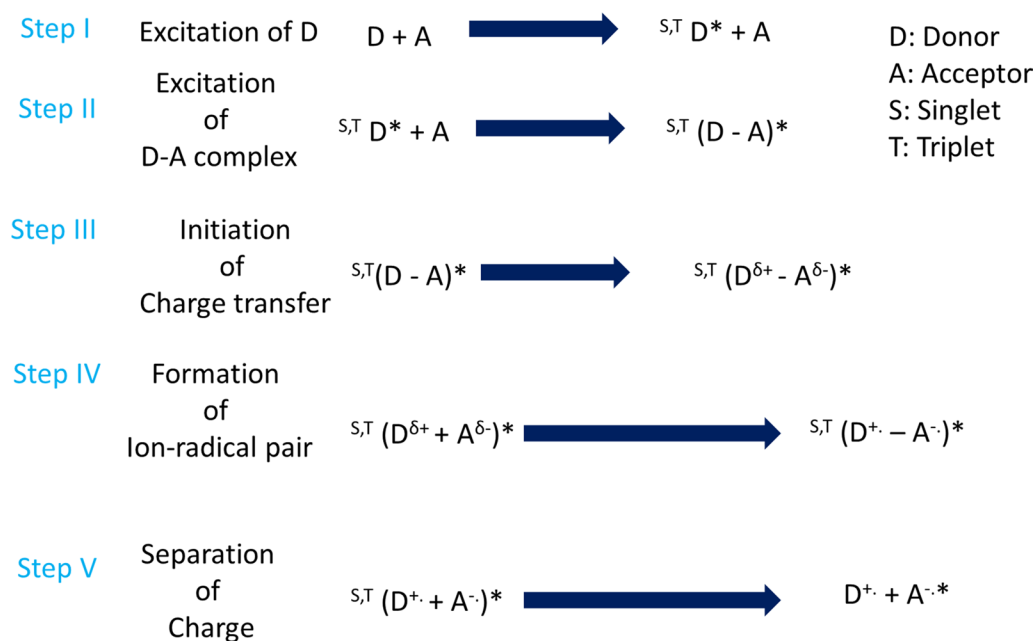 Step I
Excitation of D
D + A
S,T D* + A
D: Donor
A: Acceptor
S: Singlet
T: Triplet
Step II
Excitation
of
D-A complex
S,T D* + A
S,T (D - A)*
Step III
Initiation
of
Charge transfer
S,T(D - A)*
S,T (Dδ+ - Aδ-)*
Step IV
Formation
of
Ion-radical pair
S,T (Dδ+ + Aδ-)*
S,T (D+. – A-.)*
Step V
Separation
of
Charge
S,T (D+. + A-.)*
D+. + A-.*